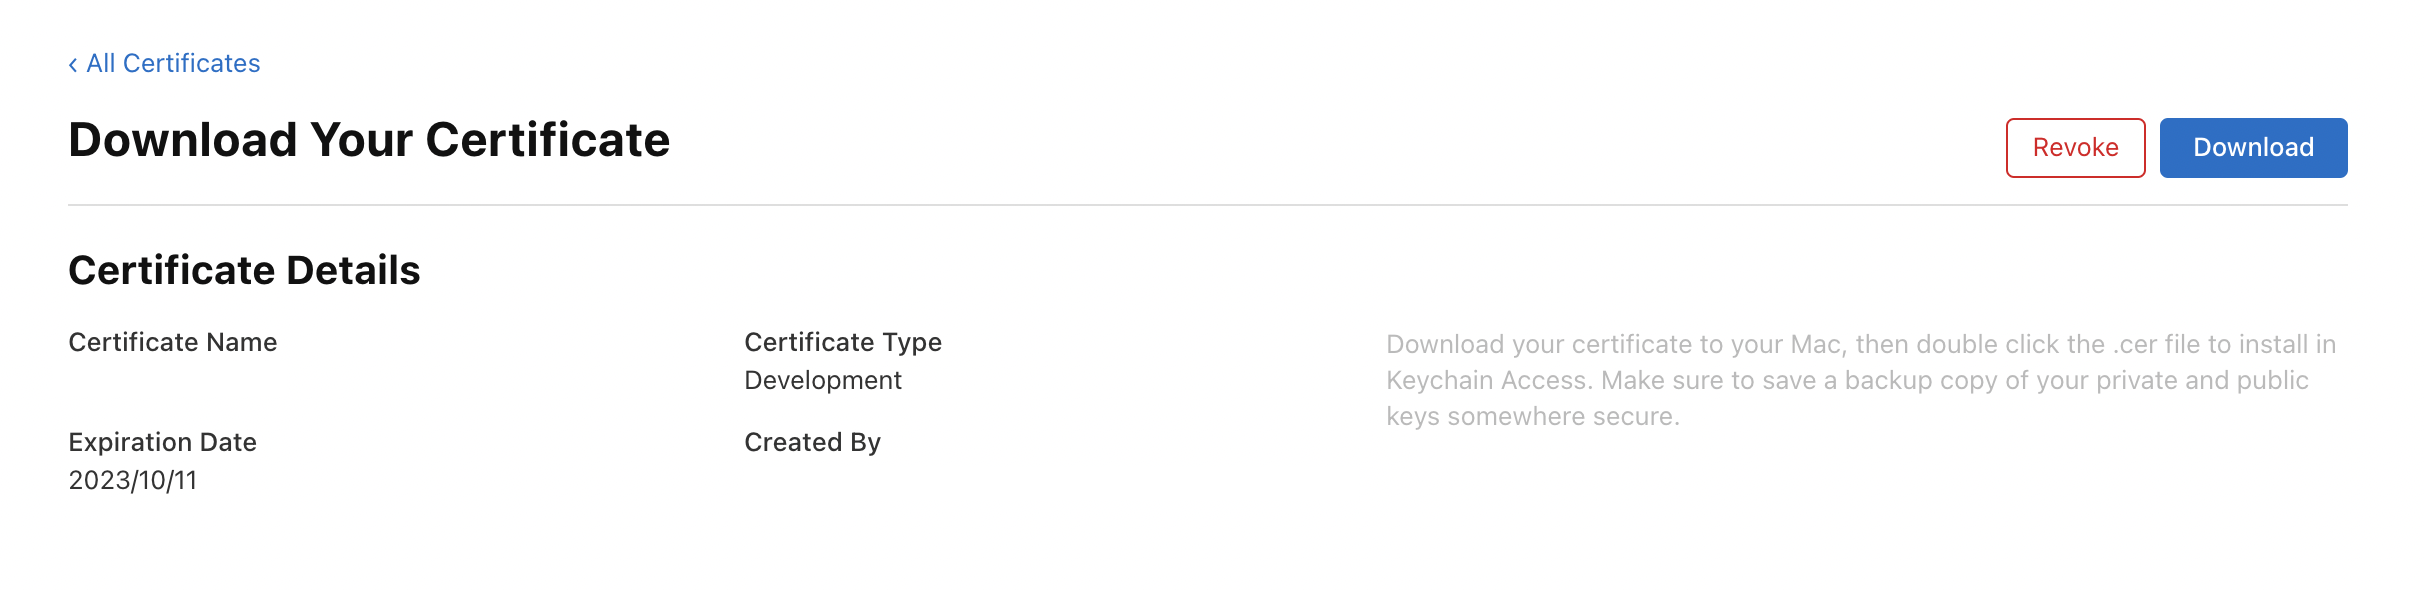 ‹ All Certificates
Download Your Certificate
Revoke
Download
Certificate Details
Certificate Name
Certificate Type
Development
Download your certificate to your Mac, then double click the .cer file to install in
Keychain Access. Make sure to save a backup copy of your private and public
keys somewhere secure.
Expiration Date
2023/10/11
Created By